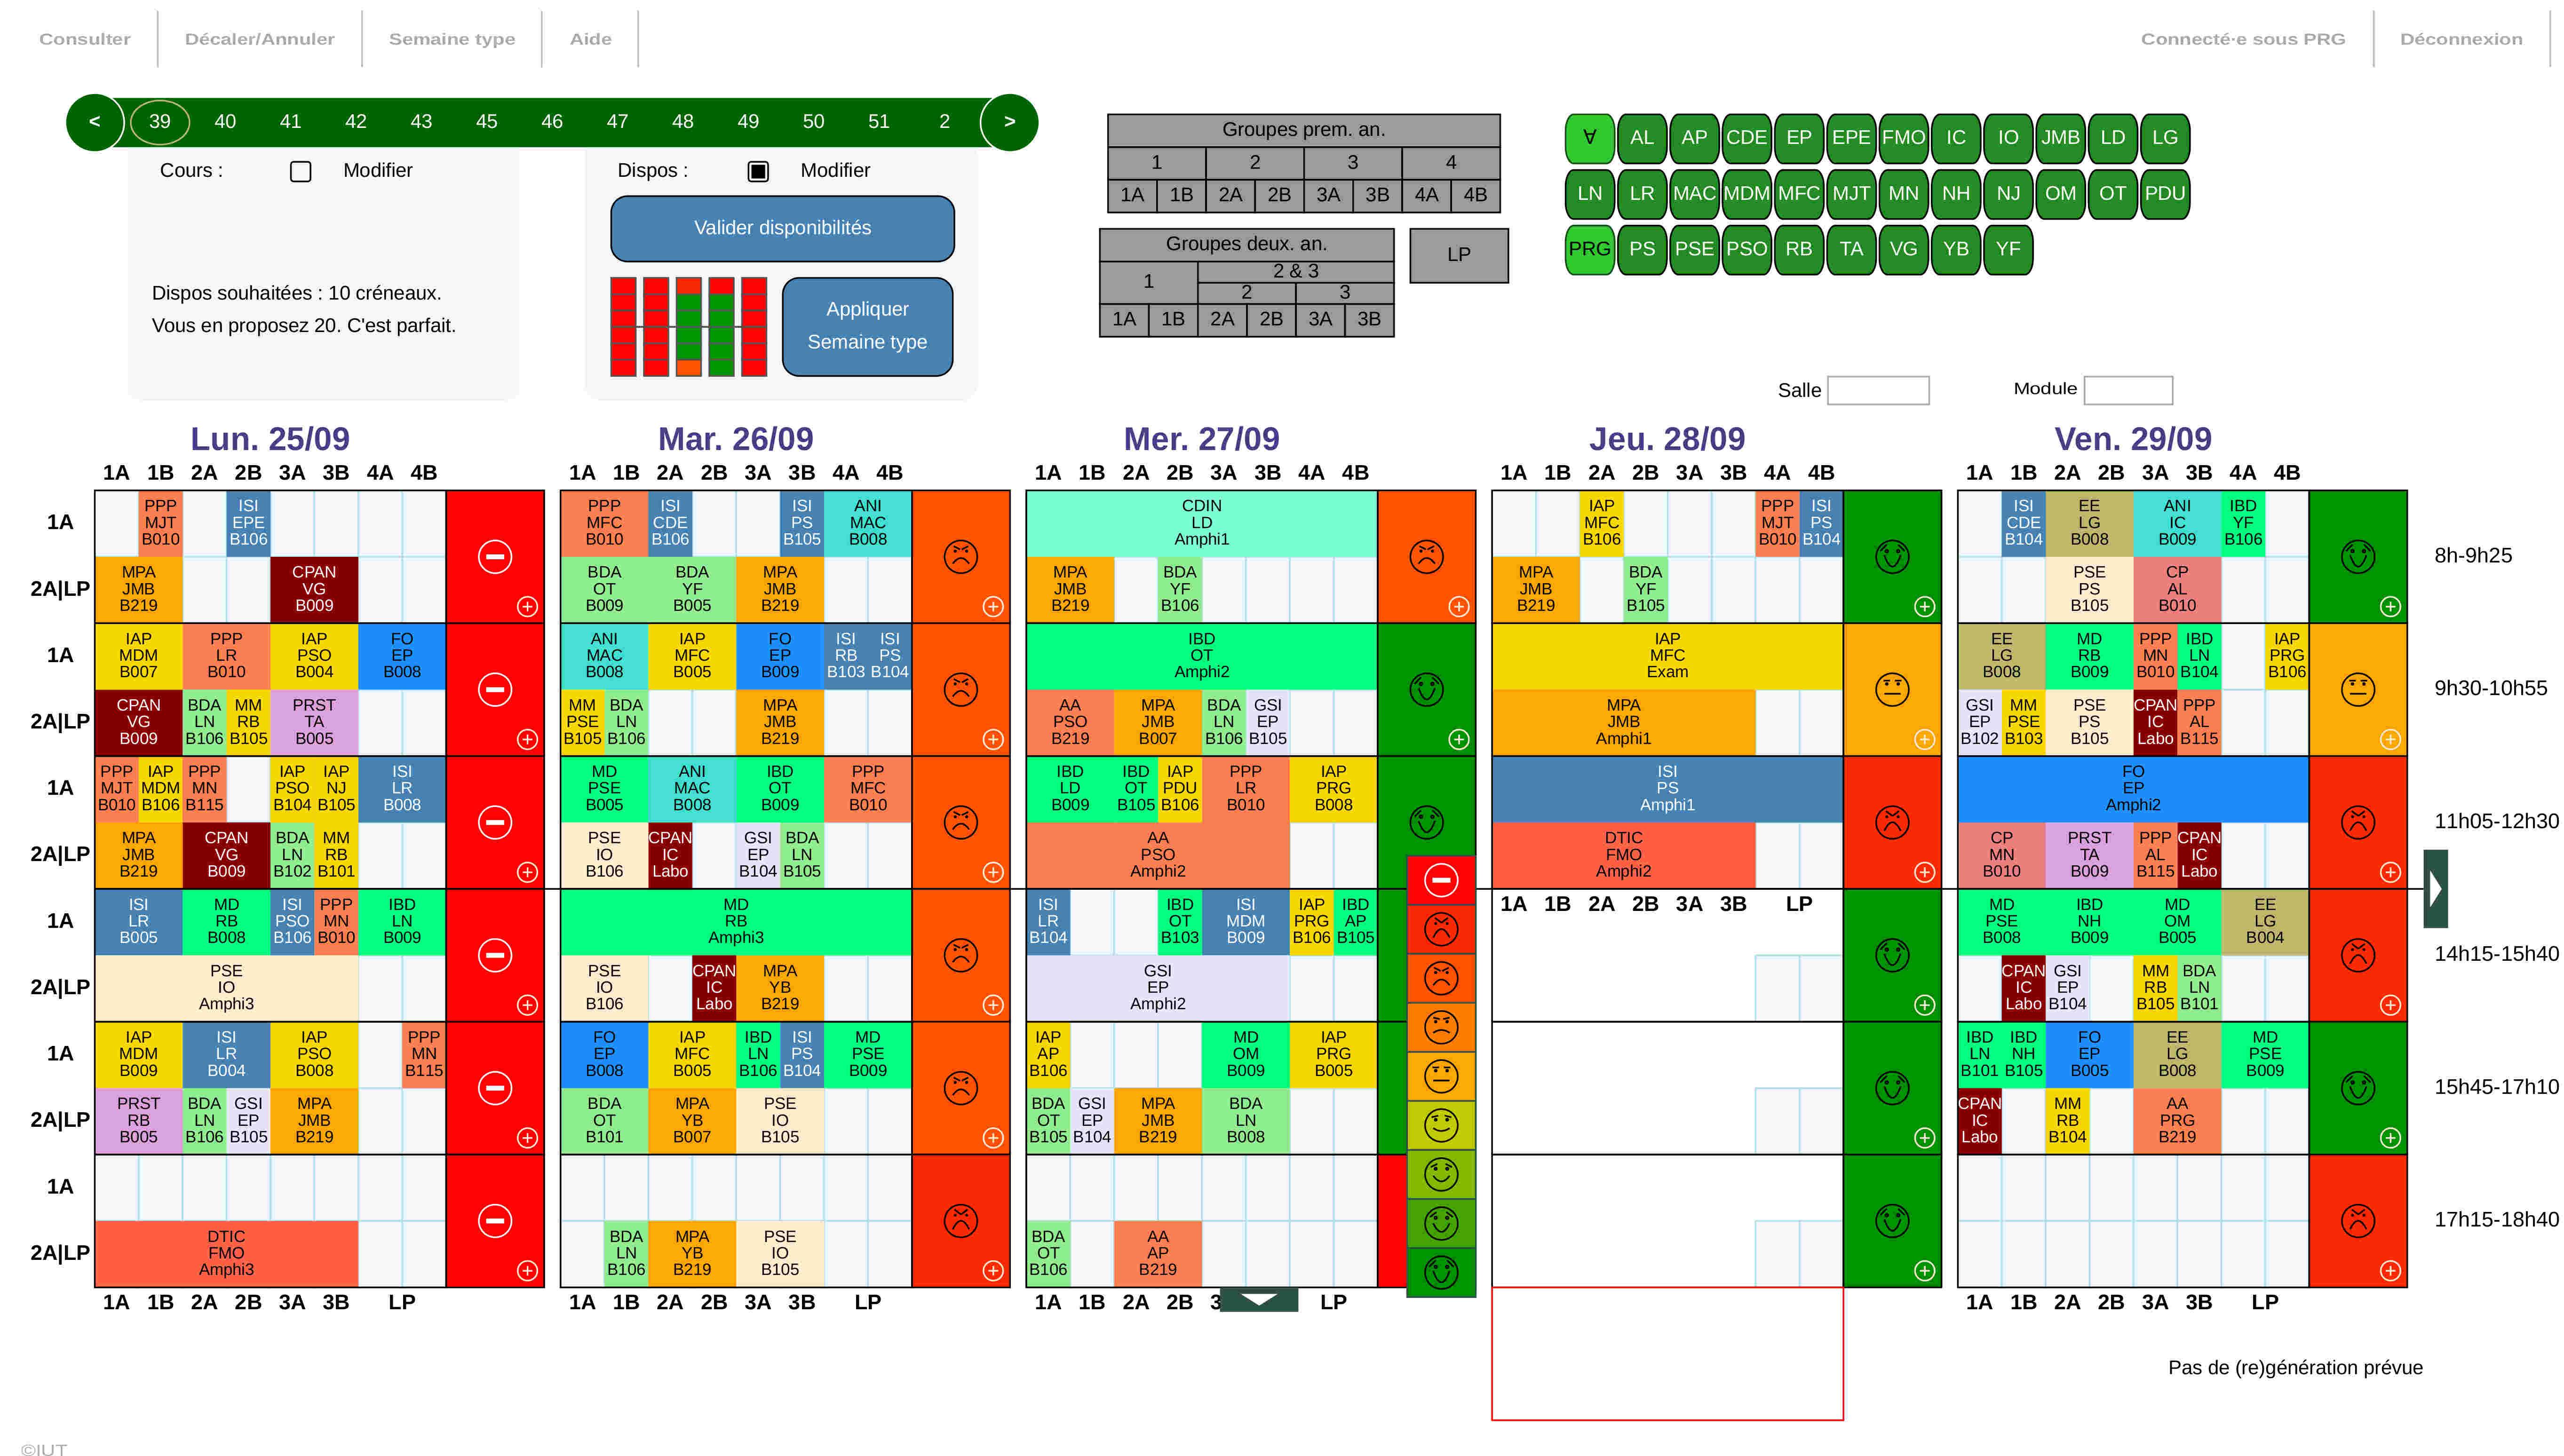 Consulter Décaler/Annuler Semaine type Aide Connecté·e sous PRG Déconnexion
< 39 40 41 42 43 45 46 47 48 49 50 51 2 >
Cours : Modifier
Dispos souhaitées : 10 créneaux.
Vous en proposez 20. C'est parfait.
Dispos : Modifier
Valider disponibilités
Appliquer
Semaine type
Groupes prem. an.
1 2 3 4
1A 1B 2A 2B 3A 3B 4A 4B
Groupes deux. an.
2 & 3
1
2 3
1A 1B 2A 2B 3A 3B
LP
∀ AL AP CDE EP EPE FMO IC IO JMB LD LG
LN LR MAC MDM MFC MJT MN NH NJ OM OT PDU
PRG PS PSE PSO RB TA VG YB YF
Salle Module
Lun. 25/09 Mar. 26/09 Mer. 27/09 Jeu. 28/09 Ven. 29/09
1A 1B 2A 2B 3A 3B 4A 4B 1A 1B 2A 2B 3A 3B 4A 4B 1A 1B 2A 2B 3A 3B 4A 4B 1A 1B 2A 2B 3A 3B 4A 4B 1A 1B 2A 2B 3A 3B 4A 4B
PPP ISI PPP ISI ISI ANI CDIN IAP PPP ISI ISI EE ANI IBD
1A MJT EPE MFC CDE PS MAC LD MFC MJT PS CDE LG IC YF
B010 B106 B010 B106 B105 B008 Amphi1 B106 B010 B104 B104 B008 B009 B106
8h-9h25
MPA CPAN BDA BDA MPA MPA BDA MPA BDA PSE CP
2A|LP JMB VG OT YF JMB JMB YF JMB YF PS AL
B219 B009 B009 B005 B219 B219 B106 B219 B105 B105 B010
IAP PPP IAP FO ANI IAP FO ISI ISI IBD IAP EE MD PPP IBD IAP
1A MDM LR PSO EP MAC MFC EP RB PS OT MFC LG RB MN LN PRG
B007 B010 B004 B008 B008 B005 B009 B103 B104 Amphi2 Exam B008 B009 B010 B104 B106
9h30-10h55
CPAN BDA MM PRST MM BDA MPA AA MPA BDA GSI MPA GSI MM PSE CPAN PPP
2A|LP VG LN RB TA PSE LN JMB PSO JMB LN EP JMB EP PSE PS IC AL
B009 B106 B105 B005 B105 B106 B219 B219 B007 B106 B105 Amphi1 B102 B103 B105 Labo B115
PPP IAP PPP IAP IAP ISI MD ANI IBD PPP IBD IBD IAP PPP IAP ISI FO
1A MJT MDM MN PSO NJ LR PSE MAC OT MFC LD OT PDU LR PRG PS EP
B010 B106 B115 B104 B105 B008 B005 B008 B009 B010 B009 B105 B106 B010 B008 Amphi1 Amphi2
11h05-12h30
MPA CPAN BDA MM PSE CPAN GSI BDA AA DTIC CP PRST PPP CPAN
2A|LP JMB VG LN RB IO IC EP LN PSO FMO MN TA AL IC
B219 B009 B102 B101 B106 Labo B104 B105 Amphi2 Amphi2 B010 B009 B115 Labo
1A 1B 2A 2B 3A 3B LP
ISI MD ISI PPP IBD MD ISI IBD ISI IAP IBD MD IBD MD EE
1A LR RB PSO MN LN RB LR OT MDM PRG AP PSE NH OM LG
B005 B008 B106 B010 B009 Amphi3 B104 B103 B009 B106 B105 B008 B009 B005 B004
14h15-15h40
PSE PSE CPAN MPA GSI CPAN GSI MM BDA
2A|LP IO IO IC YB EP IC EP RB LN
Amphi3 B106 Labo B219 Amphi2 Labo B104 B105 B101
IAP ISI IAP PPP FO IAP IBD ISI MD IAP MD IAP IBD IBD FO EE MD
1A MDM LR PSO MN EP MFC LN PS PSE AP OM PRG LN NH EP LG PSE
B009 B004 B008 B115 B008 B005 B106 B104 B009 B106 B009 B005 B101 B105 B005 B008 B009
15h45-17h10
PRST BDA GSI MPA BDA MPA PSE BDA GSI MPA BDA CPAN MM AA
2A|LP RB LN EP JMB OT YB IO OT EP JMB LN IC RB PRG
B005 B106 B105 B219 B101 B007 B105 B105 B104 B219 B008 Labo B104 B219
1A
17h15-18h40
DTIC BDA MPA PSE BDA AA
2A|LP FMO LN YB IO OT AP
Amphi3 B106 B219 B105 B106 B219
1A 1B 2A 2B 3A 3B LP 1A 1B 2A 2B 3A 3B LP 1A 1B 2A 2B LP 1A 1B 2A 2B 3A 3B LP
Pas de (re)génération prévue
©IUT